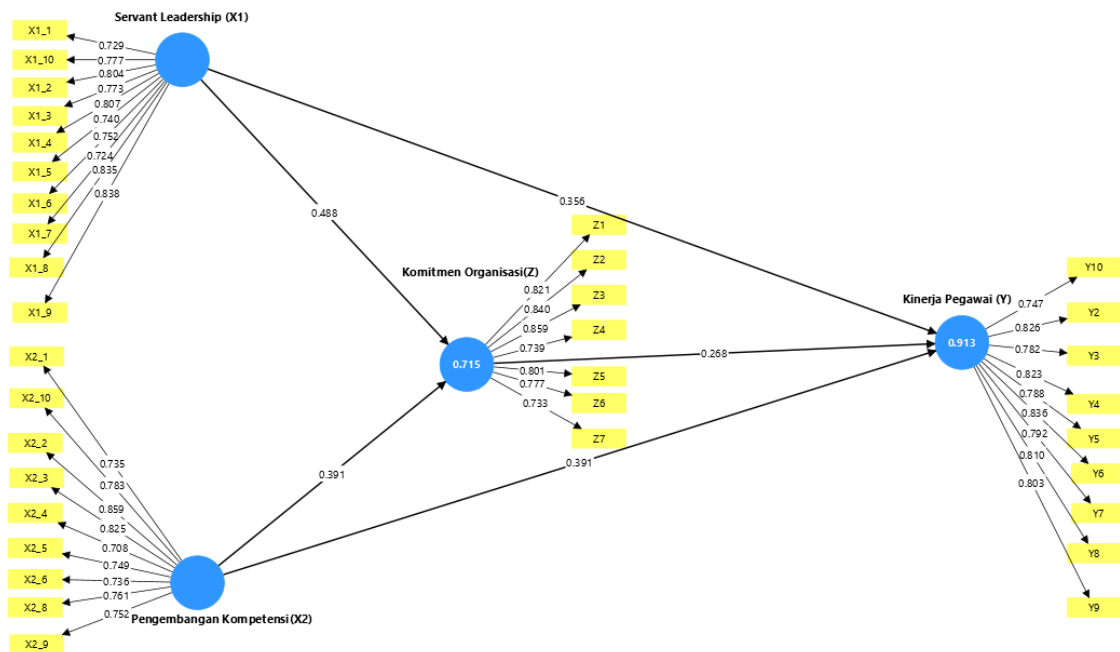 Servant Leadership (X1)
X1_1
X1_10
X1_2
X1_3
X1_4
X1_5
X1_6
X1_7
X1_8
X1_9
0.729
0.777
0.804
0.773
0.807
0.740
0.752
0.724
0.835
0.838
0.488
0.356
Komitmen Organisasi(Z)
0.715
Z1
Z2
Z3
Z4
Z5
Z6
Z7
0.821
0.840
0.859
0.739
0.801
0.777
0.733
0.268
Kinerja Pegawai (Y)
0.913
Y10
Y2
Y3
Y4
Y5
Y6
Y7
Y8
Y9
0.747
0.826
0.782
0.823
0.788
0.836
0.792
0.810
0.803
X2_1
X2_10
X2_2
X2_3
X2_4
X2_5
X2_6
X2_8
X2_9
0.735
0.783
0.859
0.825
0.708
0.749
0.736
0.761
0.752
0.391
0.391
Pengembangan Kompetensi(X2)